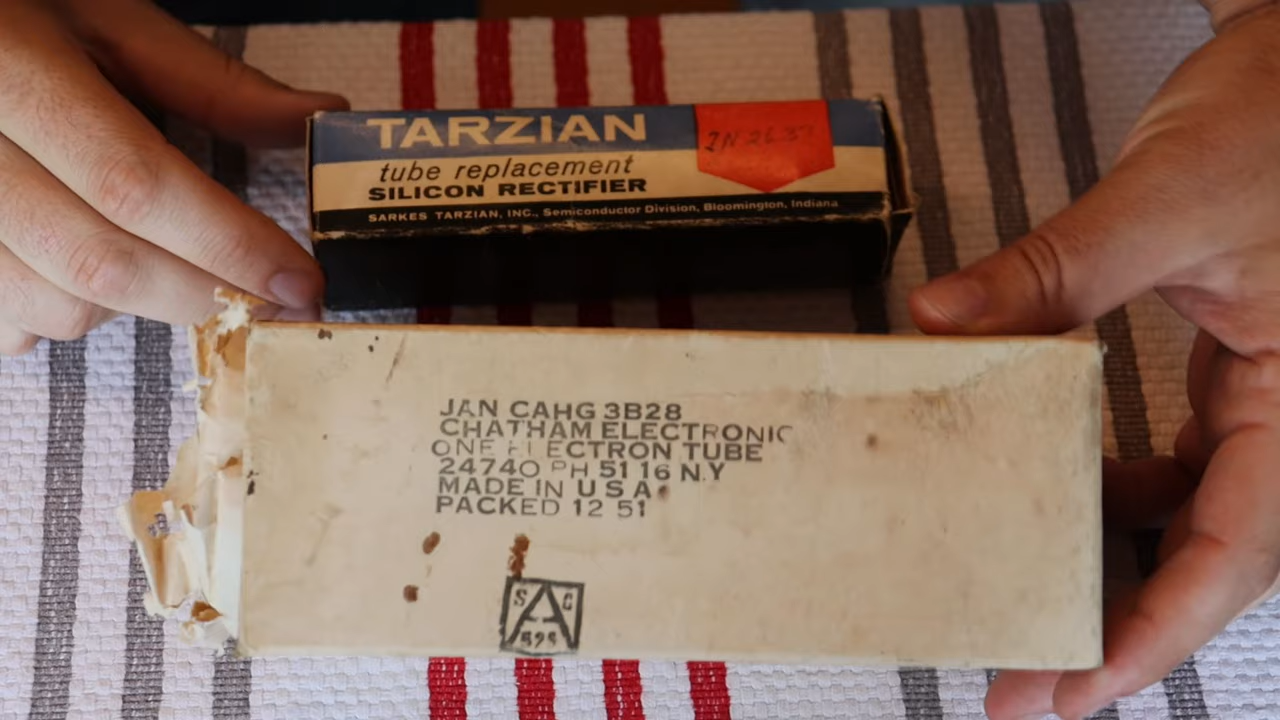 TARZIAN
tube replacement
SILICON RECTIFIER
SARKES TARZIAN, INC., Semiconductor Division, Bloomington, Indiana
JAN CAHG 3B28
CHATHAM ELECTRONIC
ONE ELECTRON TUBE
24740 PH 51 16 N.Y
MADE IN U S A
PACKED 12 51
S A C